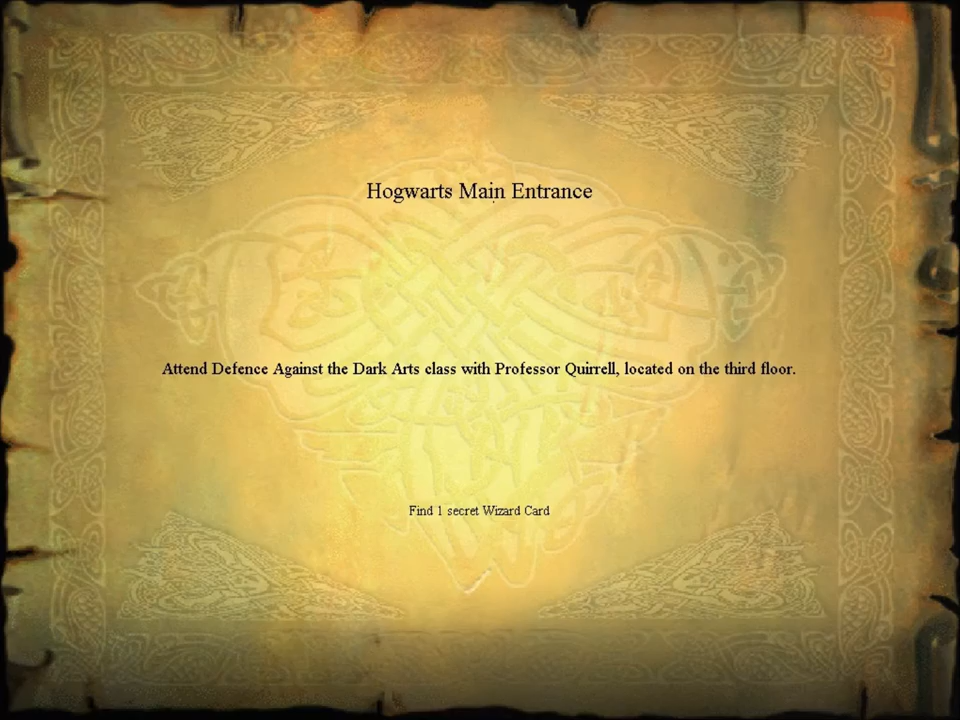 Hogwarts Main Entrance
Attend Defence Against the Dark Arts class with Professor Quirrell, located on the third floor.
Find 1 secret Wizard Card